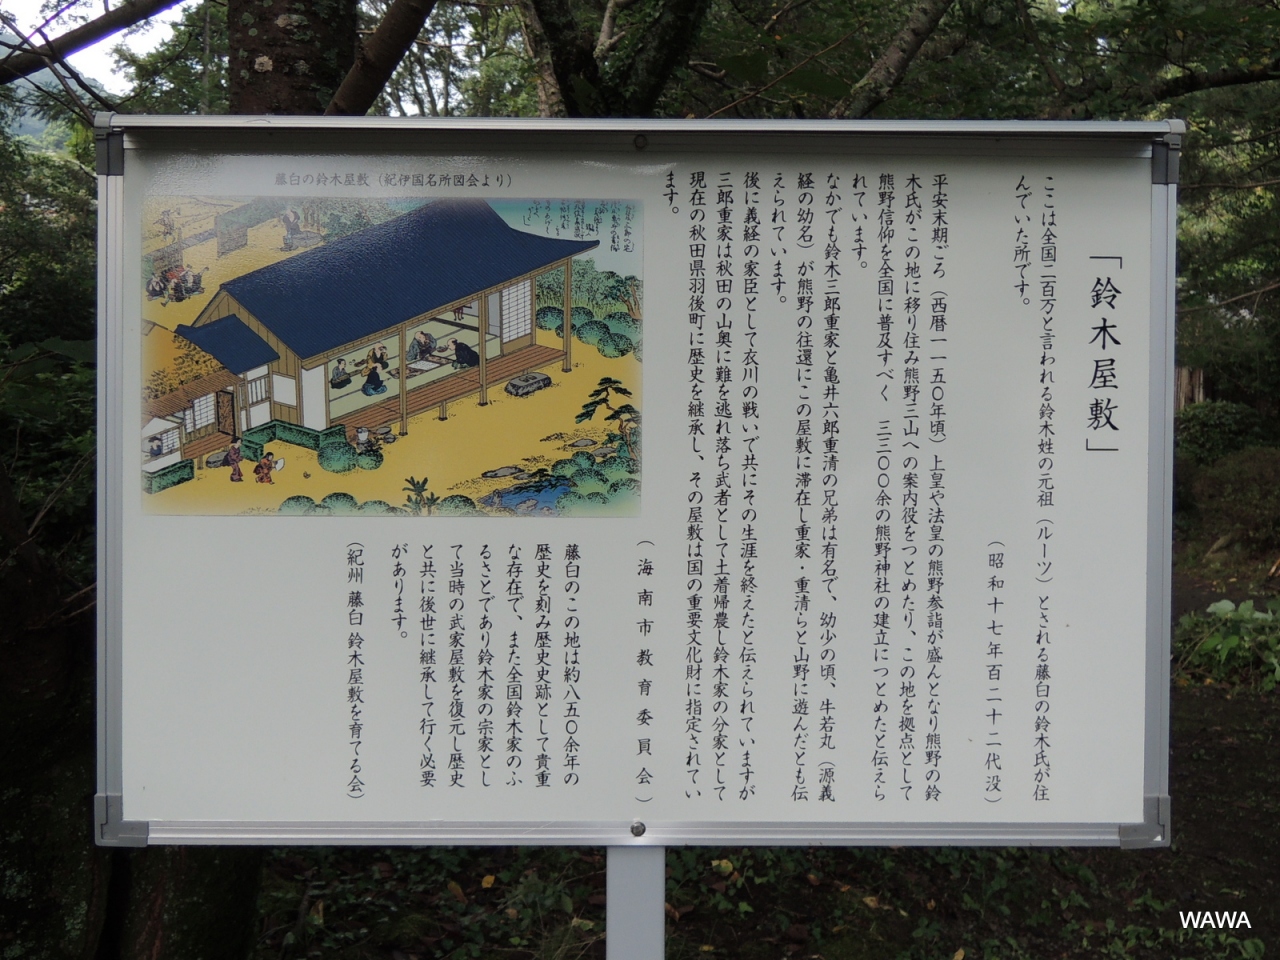 「鈴木屋敷」
ここは全国二百万と言われる鈴木姓の元祖（ルーツ）とされる藤白の鈴木氏が住
んでいた所です。
（昭和十七年百二十二代没）
平安末期ごろ（西暦一一五〇年頃）上皇や法皇の熊野参詣が盛んとなり熊野の鈴
木氏がこの地に移り住み熊野三山への案内役をつとめたり、この地を拠点として
熊野信仰を全国に普及すべく　三三〇〇余の熊野神社の建立につとめたと伝えら
れています。
なかでも鈴木三郎重家と亀井六郎重清の兄弟は有名で、幼少の頃、牛若丸（源義
経の幼名）が熊野の往還にこの屋敷に滞在し重家・重清らと山野に遊んだとも伝
えられています。
後に義経の家臣として衣川の戦いで共にその生涯を終えたと伝えられていますが
三郎重家は秋田の山奥に難を逃れ落ち武者として土着帰農し鈴木家の分家として
現在の秋田県羽後町に歴史を継承し、その屋敷は国の重要文化財に指定されてい
ます。
（海南市教育委員会）
藤白の鈴木屋敷（紀伊国名所図会より）
藤白のこの地は約八五〇余年の
歴史を刻み歴史史跡として貴重
な存在で、また全国鈴木家のふ
るさとであり鈴木家の宗家とし
て当時の武家屋敷を復元し歴史
と共に後世に継承して行く必要
があります。
（紀州 藤白 鈴木屋敷を育てる会）
WAWA